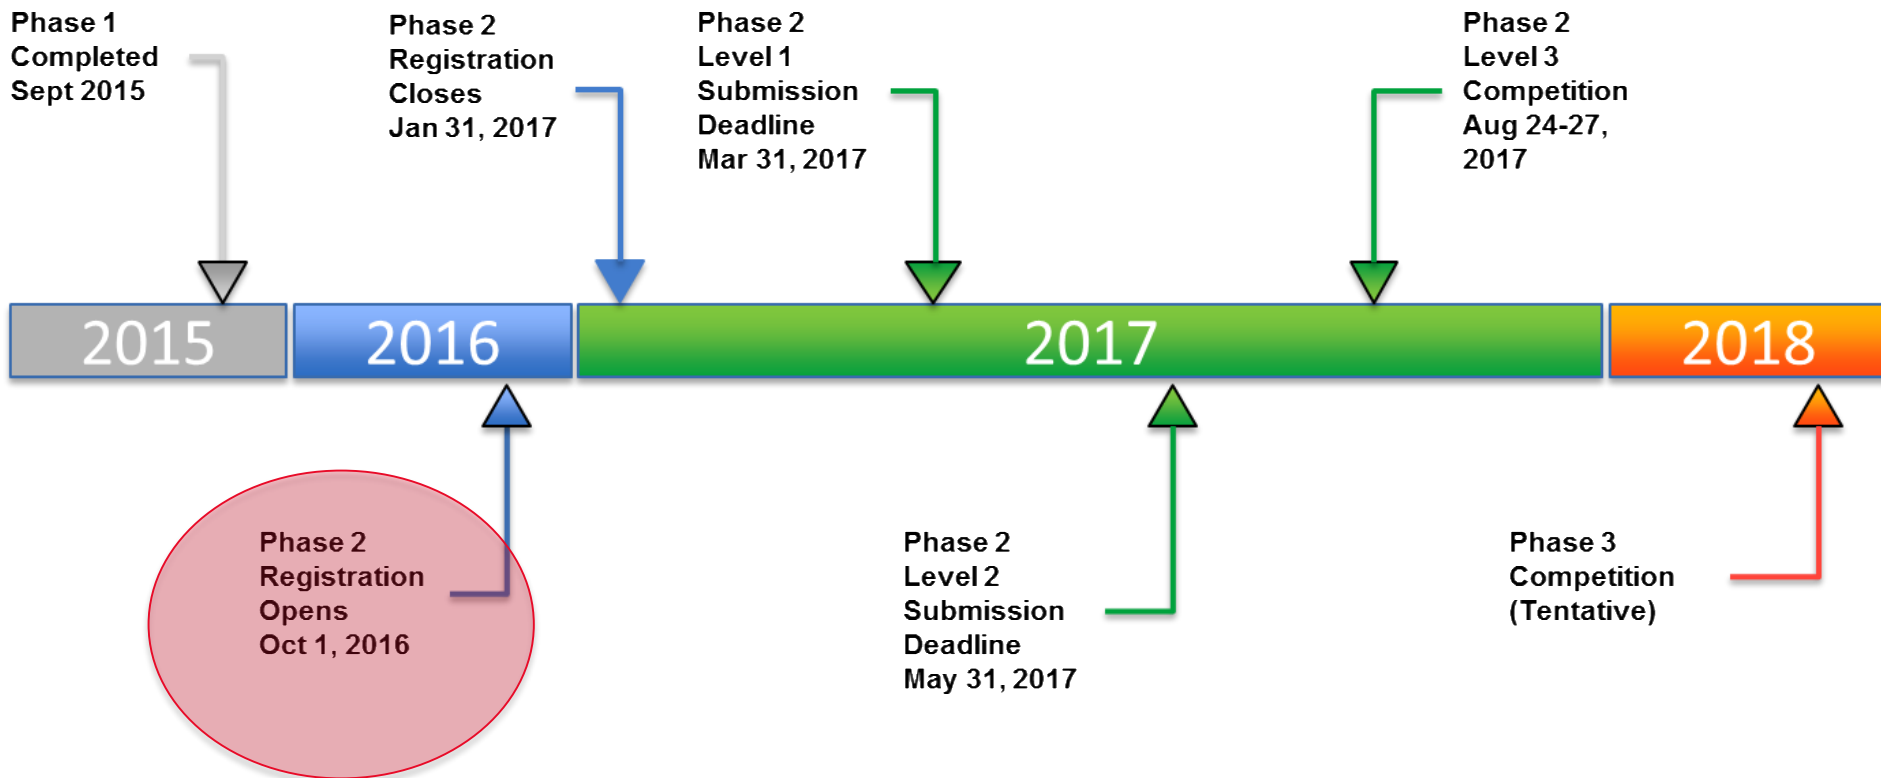 Phase 1
Completed
Sept 2015
Phase 2
Registration
Closes
Jan 31, 2017
Phase 2
Level 1
Submission
Deadline
Mar 31, 2017
Phase 2
Level 3
Competition
Aug 24-27,
2017
2015
2016
2017
2018
Phase 2
Registration
Opens
Oct 1, 2016
Phase 2
Level 2
Submission
Deadline
May 31, 2017
Phase 3
Competition
(Tentative)